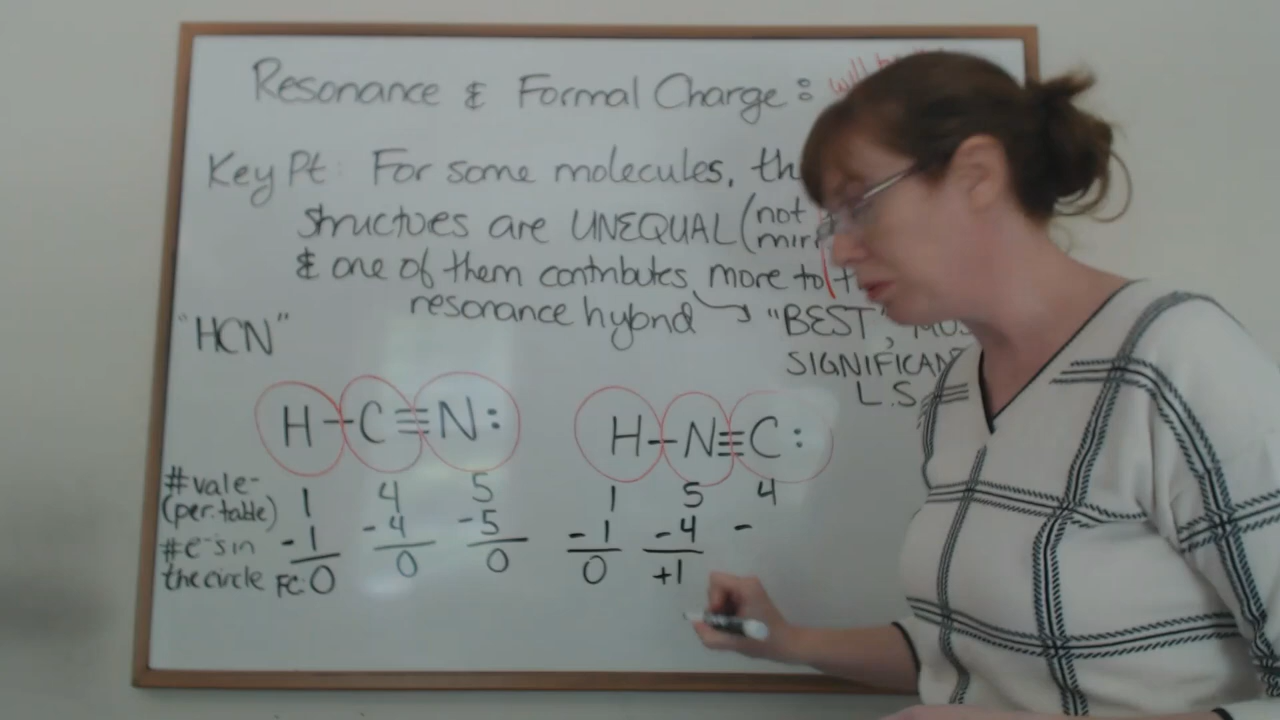 Resonance & Formal Charge:
Key Pt: For some molecules, th
structues are UNEQUAL (not
mirr
& one of them contributes more to t
resonance hybrid → "BEST", MOS
SIGNIFICAN
L.S
"HCN"
H-C≡N: H-N≡C:
#vale- 1 4 5 1 5 4
(per. table)
#e-s in -1 -4 -5 -1 -4 -
the circle FC: 0 0 0 0 +1